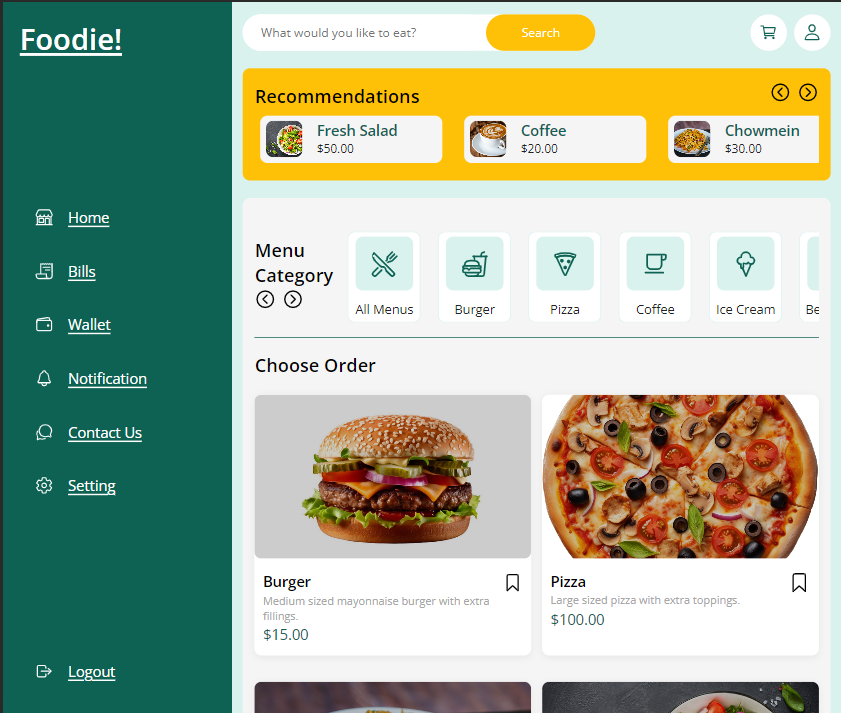 Foodie!
Home
Bills
Wallet
Notification
Contact Us
Setting
Logout
What would you like to eat?
Search
Recommendations
Fresh Salad
$50.00
Coffee
$20.00
Chowmein
$30.00
Menu
Category
All Menus
Burger
Pizza
Coffee
Ice Cream
Be
Choose Order
Burger
Medium sized mayonnaise burger with extra
fillings.
$15.00
Pizza
Large sized pizza with extra toppings.
$100.00